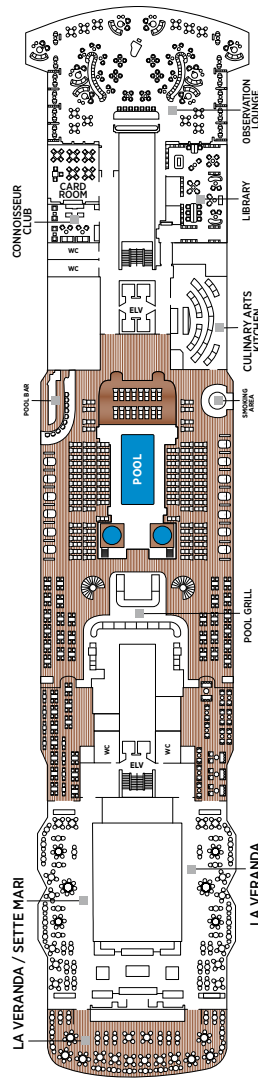 OBSERVATION
LOUNGE
CARD
ROOM
LIBRARY
CONNOISSEUR
CLUB
WC
WC
ELV
CULINARY ARTS
KITCHEN
POOL BAR
SMOKING
AREA
POOL
POOL GRILL
WC
WC
ELV
LA VERANDA
LA VERANDA / SETTE MARI